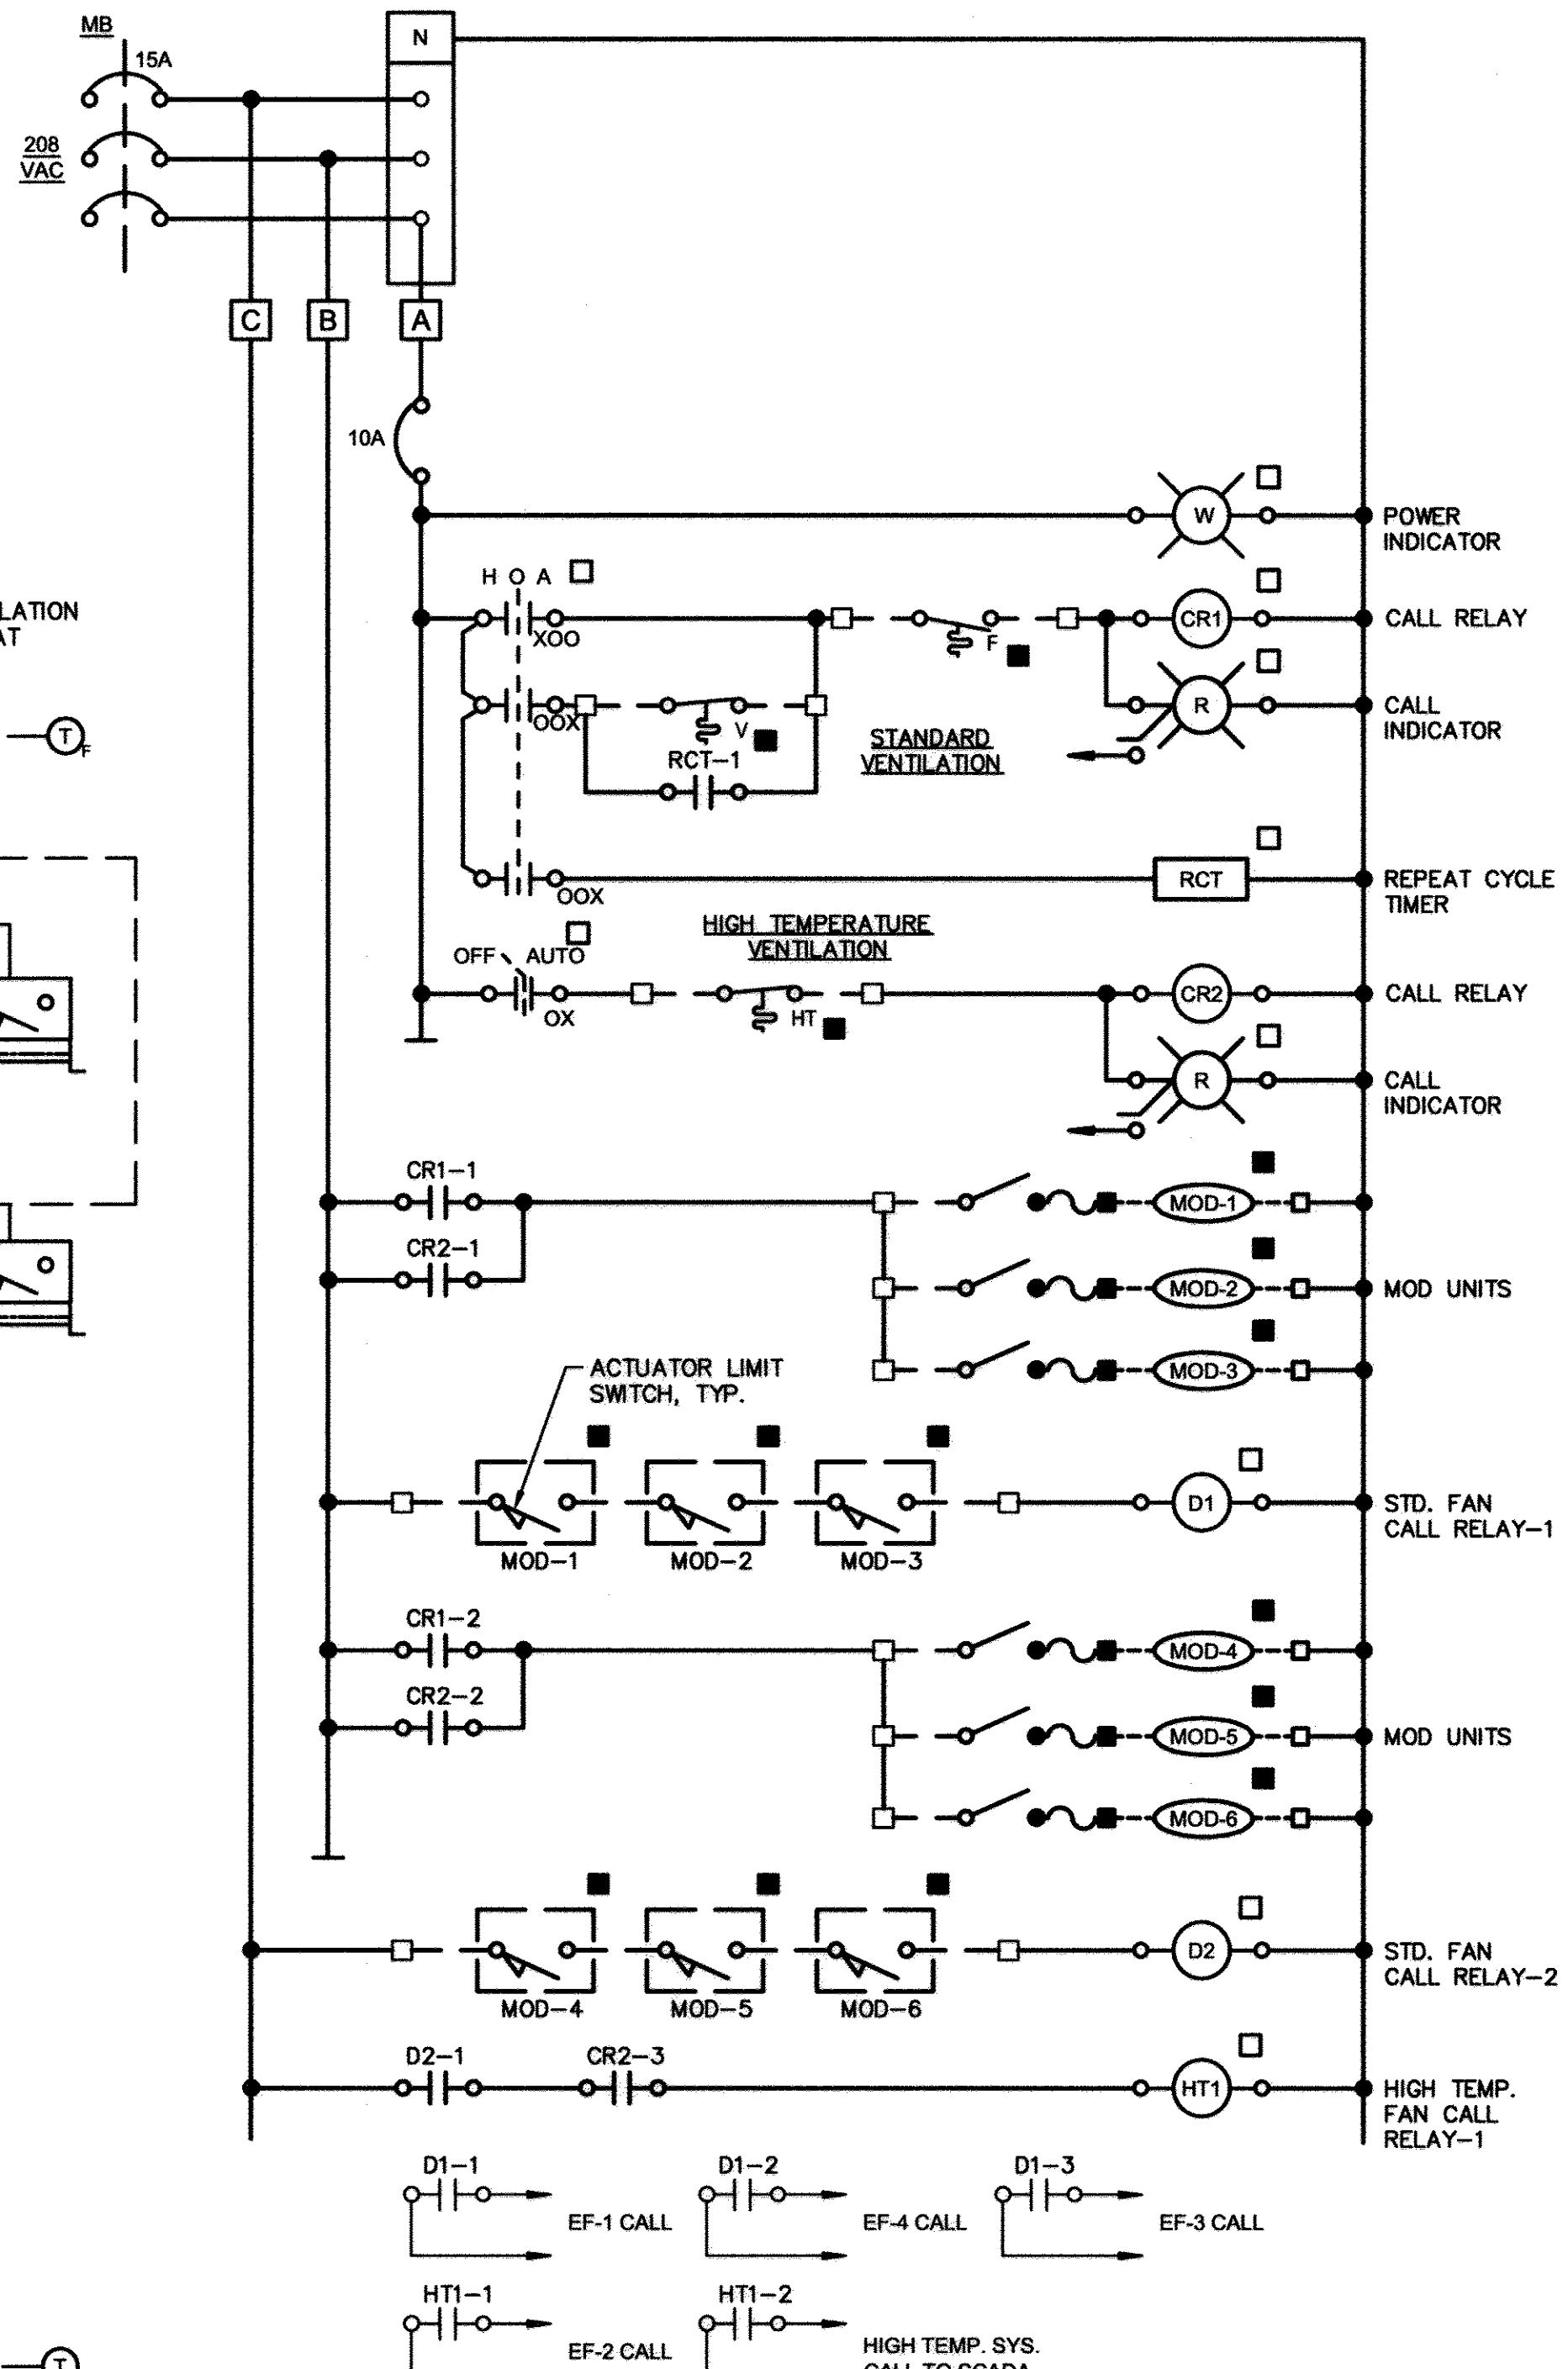 MB
15A
N
208
VAC
C
B
A
10A
W
POWER
INDICATOR
H O A
XOO
F
CR1
CALL RELAY
LATION
AT
T
F
OOX
V
R
CALL
INDICATOR
STANDARD
VENTILATION
RCT-1
OOX
RCT
REPEAT CYCLE
TIMER
HIGH TEMPERATURE
VENTILATION
OFF
AUTO
OX
HT
CR2
CALL RELAY
R
CALL
INDICATOR
CR1-1
MOD-1
CR2-1
MOD-2
MOD UNITS
MOD-3
ACTUATOR LIMIT
SWITCH, TYP.
D1
STD. FAN
CALL RELAY-1
MOD-1
MOD-2
MOD-3
CR1-2
MOD-4
CR2-2
MOD-5
MOD UNITS
MOD-6
D2
STD. FAN
CALL RELAY-2
MOD-4
MOD-5
MOD-6
D2-1
CR2-3
HT1
HIGH TEMP.
FAN CALL
RELAY-1
D1-1
D1-2
D1-3
EF-1 CALL
EF-4 CALL
EF-3 CALL
HT1-1
HT1-2
EF-2 CALL
HIGH TEMP. SYS.
CALL TO SCADA
T